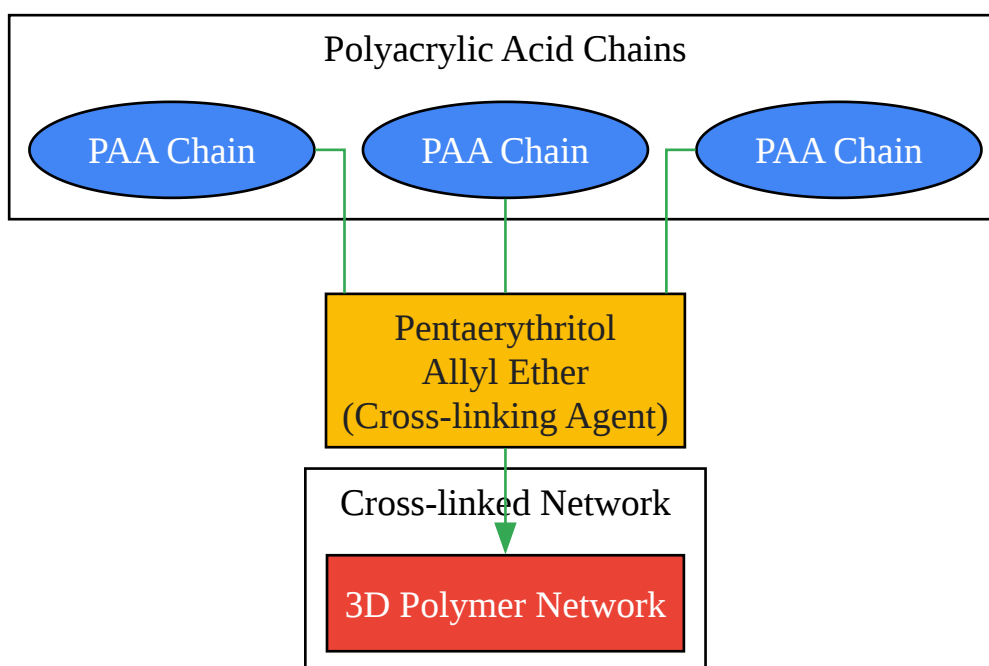 Polyacrylic Acid Chains
PAA Chain
PAA Chain
PAA Chain
Pentaerythritol
Allyl Ether
(Cross-linking Agent)
Cross-linked Network
3D Polymer Network